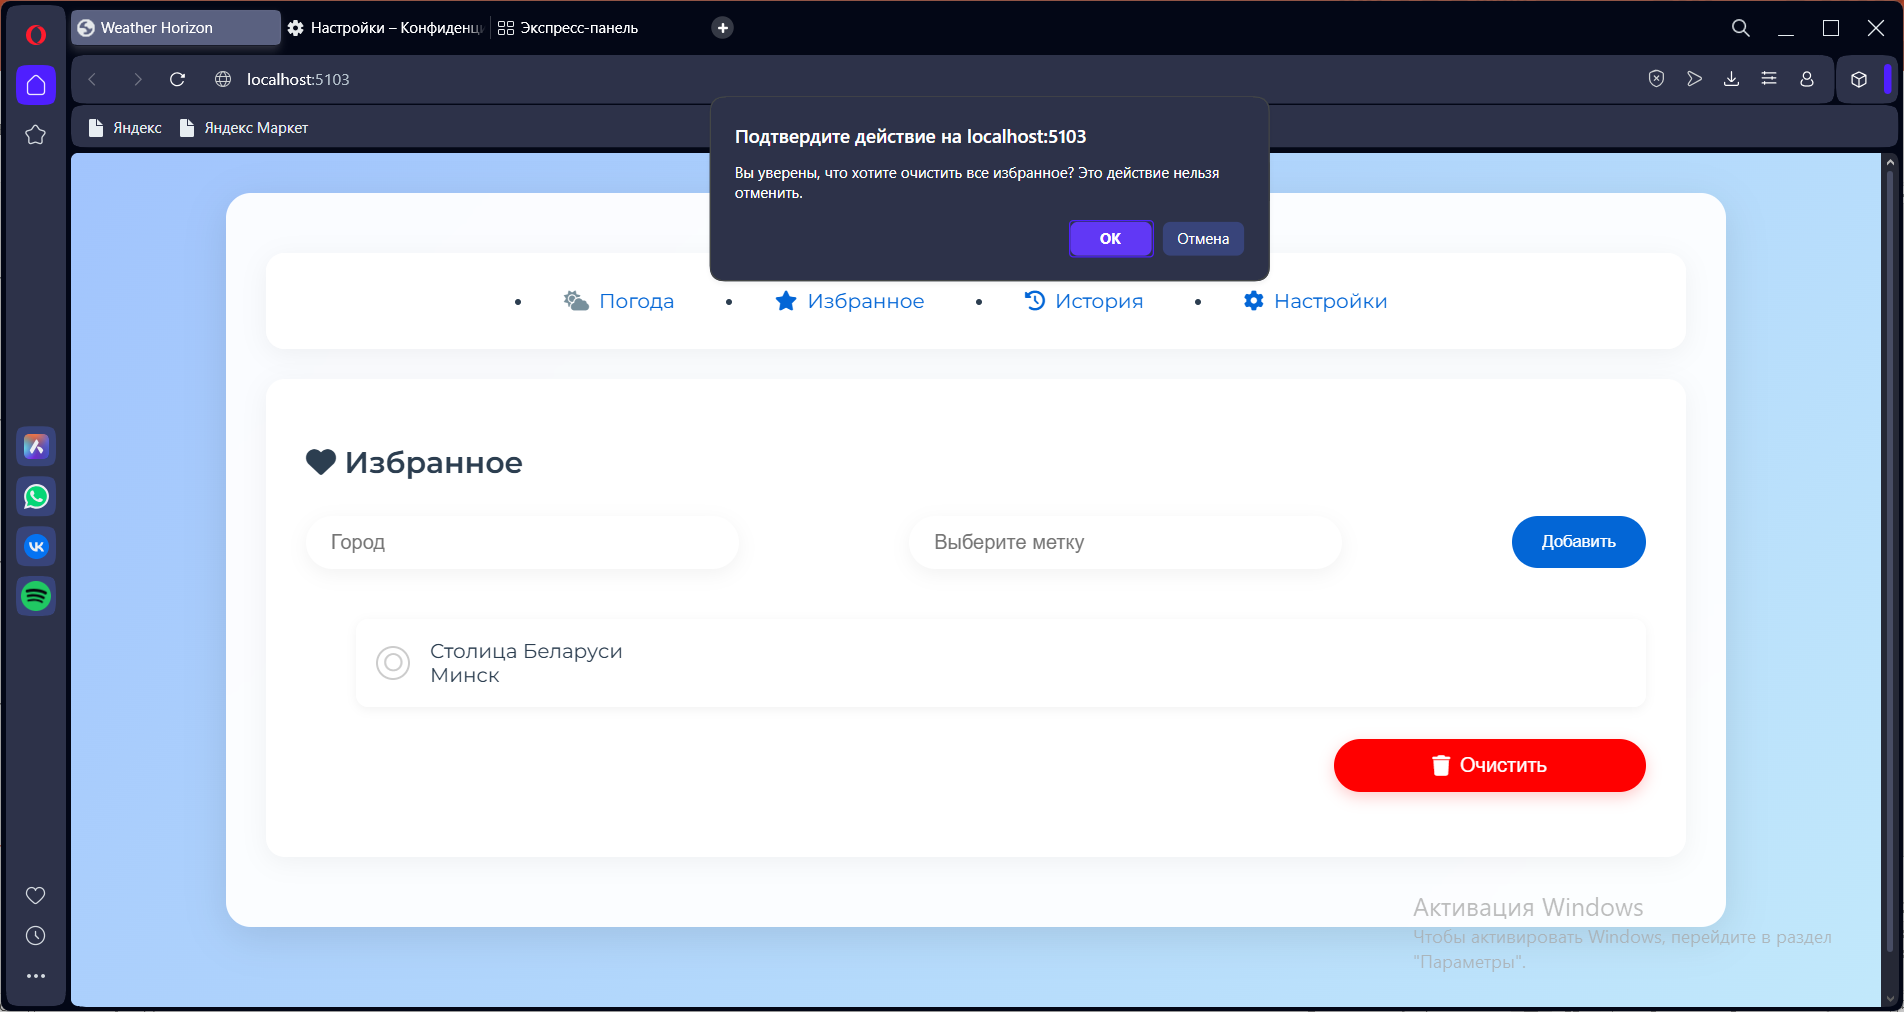 Weather Horizon
Настройки – Конфиденц
Экспресс-панель
localhost:5103
Яндекс
Яндекс Маркет
Подтвердите действие на localhost:5103
Вы уверены, что хотите очистить все избранное? Это действие нельзя
отменить.
ОК
Отмена
Погода
Избранное
История
Настройки
Избранное
Город
Выберите метку
Добавить
Столица Беларуси
Минск
Очистить
Активация Windows
Чтобы активировать Windows, перейдите в раздел
"Параметры".